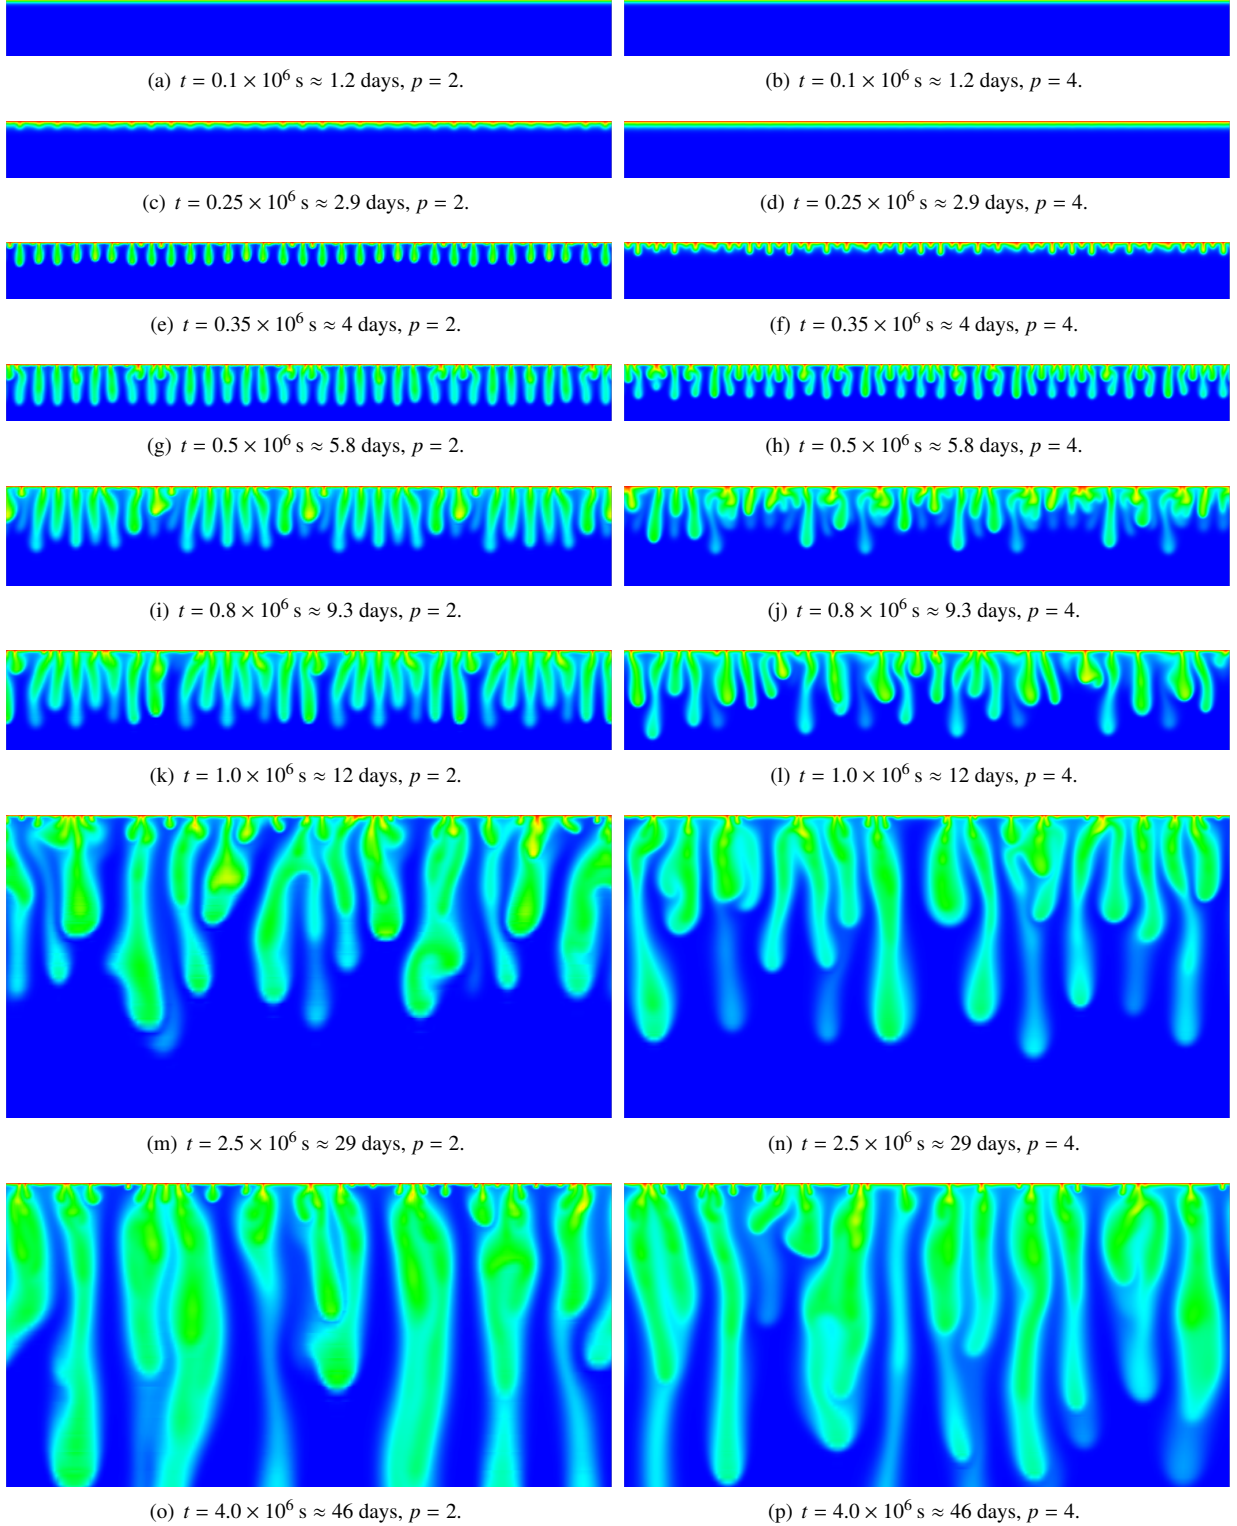 (a) t = 0.1 × 10⁶ s ≈ 1.2 days, p = 2.
(b) t = 0.1 × 10⁶ s ≈ 1.2 days, p = 4.
(c) t = 0.25 × 10⁶ s ≈ 2.9 days, p = 2.
(d) t = 0.25 × 10⁶ s ≈ 2.9 days, p = 4.
(e) t = 0.35 × 10⁶ s ≈ 4 days, p = 2.
(f) t = 0.35 × 10⁶ s ≈ 4 days, p = 4.
(g) t = 0.5 × 10⁶ s ≈ 5.8 days, p = 2.
(h) t = 0.5 × 10⁶ s ≈ 5.8 days, p = 4.
(i) t = 0.8 × 10⁶ s ≈ 9.3 days, p = 2.
(j) t = 0.8 × 10⁶ s ≈ 9.3 days, p = 4.
(k) t = 1.0 × 10⁶ s ≈ 12 days, p = 2.
(l) t = 1.0 × 10⁶ s ≈ 12 days, p = 4.
(m) t = 2.5 × 10⁶ s ≈ 29 days, p = 2.
(n) t = 2.5 × 10⁶ s ≈ 29 days, p = 4.
(o) t = 4.0 × 10⁶ s ≈ 46 days, p = 2.
(p) t = 4.0 × 10⁶ s ≈ 46 days, p = 4.